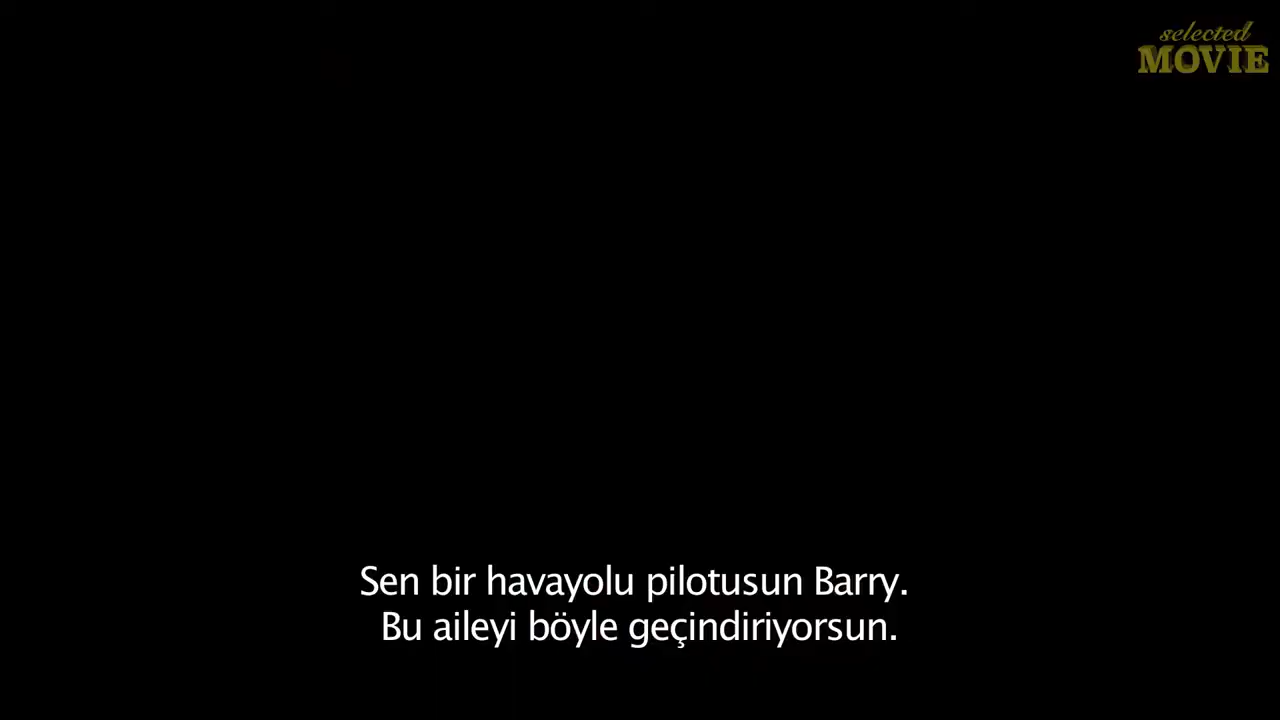 selected
MOVIE
Sen bir havayolu pilotusun Barry.
Bu aileyi böyle geçindiriyorsun.